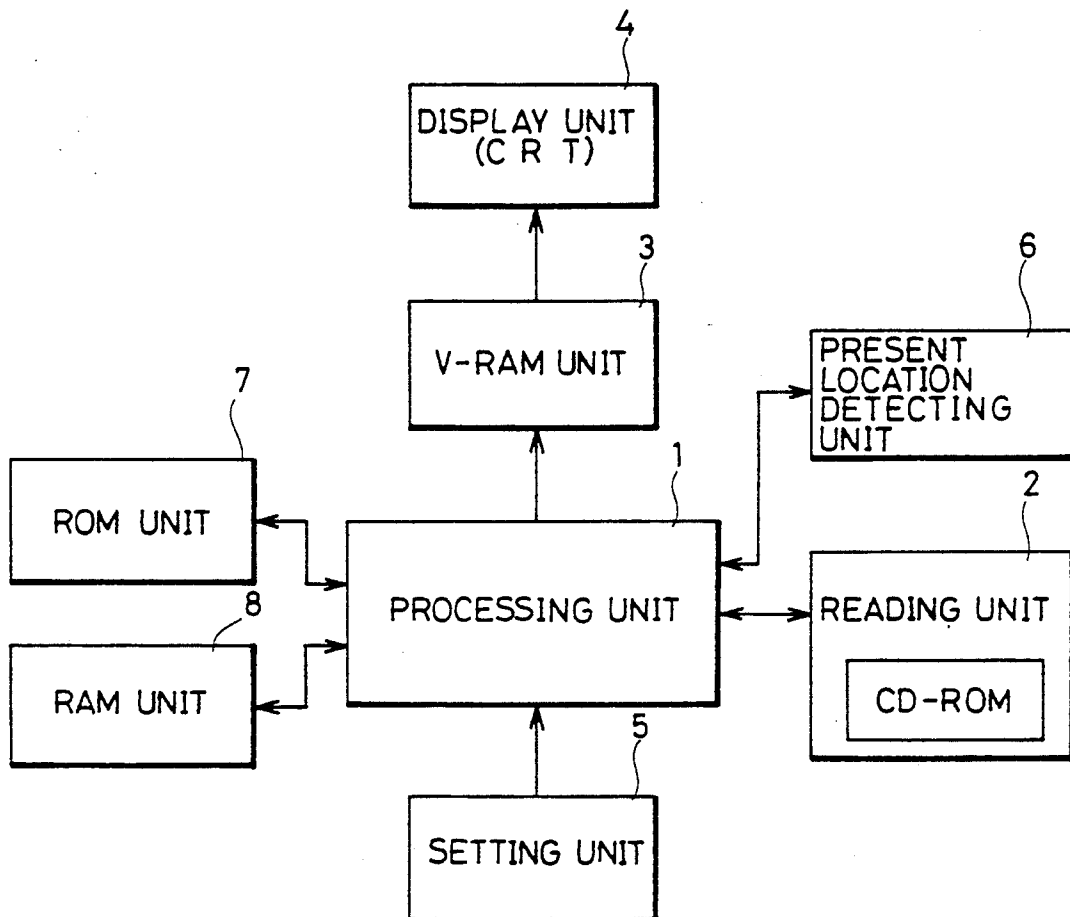 4
DISPLAY UNIT
(C R T)
3
V-RAM UNIT
6
PRESENT
LOCATION
DETECTING
UNIT
7
ROM UNIT
1
PROCESSING UNIT
2
READING UNIT
CD-ROM
8
RAM UNIT
5
SETTING UNIT